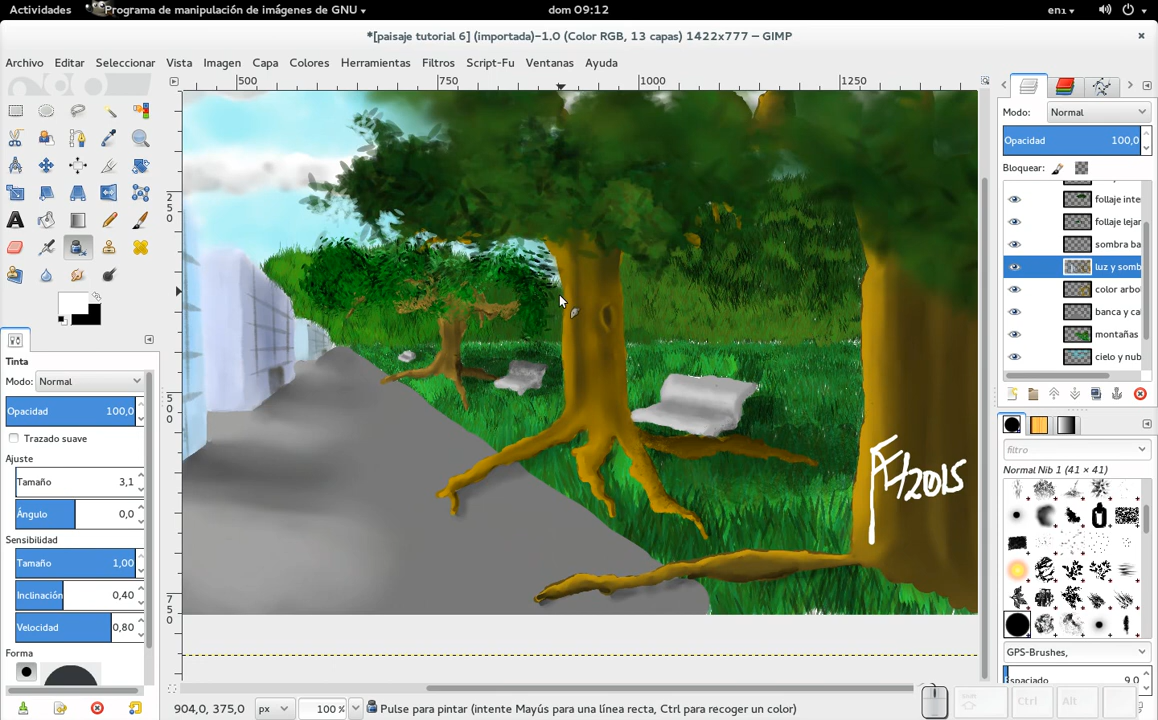 Actividades Programa de manipulación de imágenes de GNU dom 09:12 en1
*[paisaje tutorial 6] (importada)-1.0 (Color RGB, 13 capas) 1422x777 – GIMP
Archivo Editar Seleccionar Vista Imagen Capa Colores Herramientas Filtros Script-Fu Ventanas Ayuda
500 750 1000 1250
250
500
750
Tinta
Modo: Normal
Opacidad 100,0
Trazado suave
Ajuste
Tamaño 3,1
Ángulo 0,0
Sensibilidad
Tamaño 1,00
Inclinación 0,40
Velocidad 0,80
Forma
2015
Modo: Normal
Opacidad 100,0
Bloquear:
follaje inte
follaje lejar
sombra ba
luz y somb
color arbo
banca y ca
montañas
cielo y nub
filtro
Normal Nib 1 (41 × 41)
GPS-Brushes,
Espaciado 9,0
904,0, 375,0 px 100 % Pulse para pintar (intente Mayús para una línea recta, Ctrl para recoger un color)
Shift Ctrl Alt